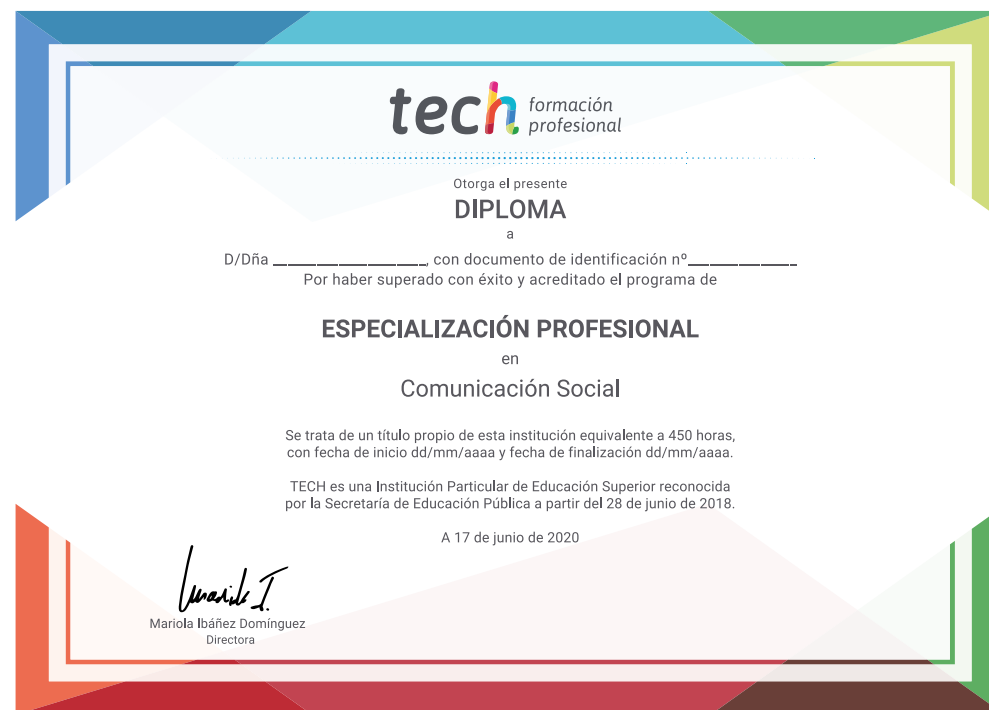 tech formación
profesional
Otorga el presente
DIPLOMA
a
D/Dña ______________________, con documento de identificación nº_______________
Por haber superado con éxito y acreditado el programa de
ESPECIALIZACIÓN PROFESIONAL
en
Comunicación Social
Se trata de un título propio de esta institución equivalente a 450 horas,
con fecha de inicio dd/mm/aaaa y fecha de finalización dd/mm/aaaa.
TECH es una Institución Particular de Educación Superior reconocida
por la Secretaría de Educación Pública a partir del 28 de junio de 2018.
A 17 de junio de 2020
Mariola Ibáñez Domínguez
Directora